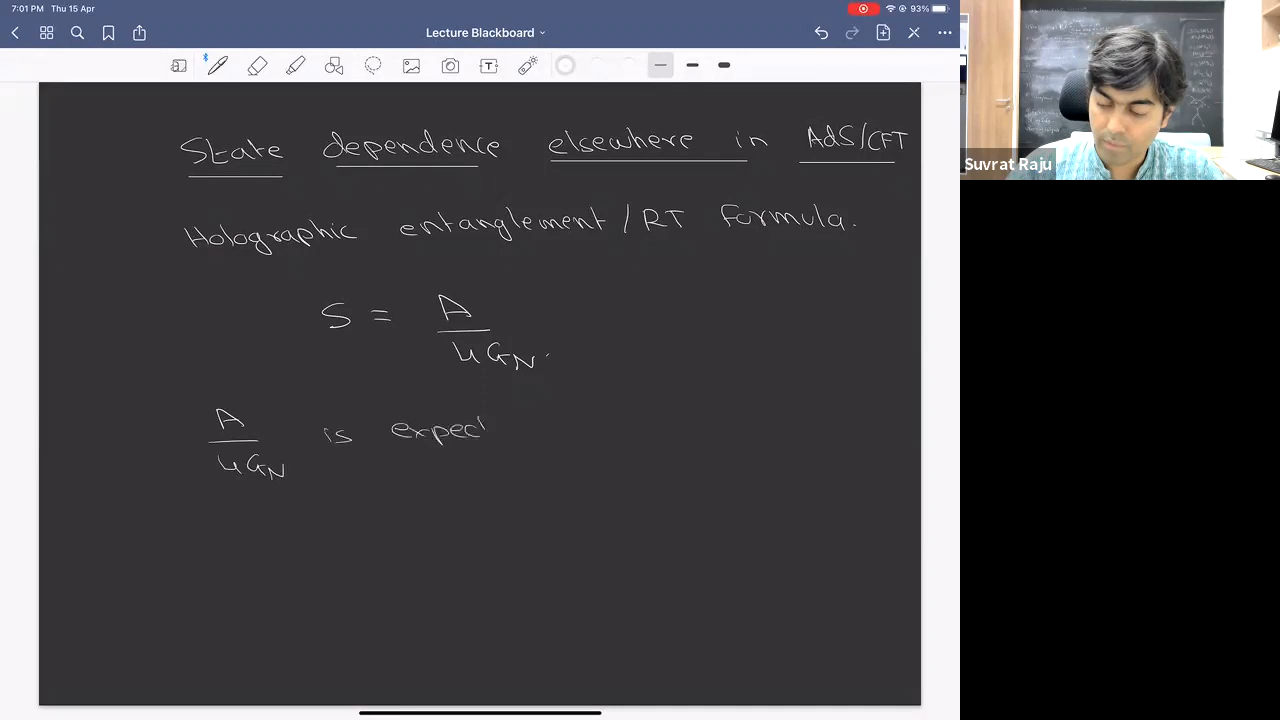 7:01 PM Thu 15 Apr
93%
Lecture Blackboard
State dependence elsewhere in AdS/CFT
Holographic entanglement / RT formula.
S = A / 4G_N.
A / 4G_N is expect
Suvrat Raju